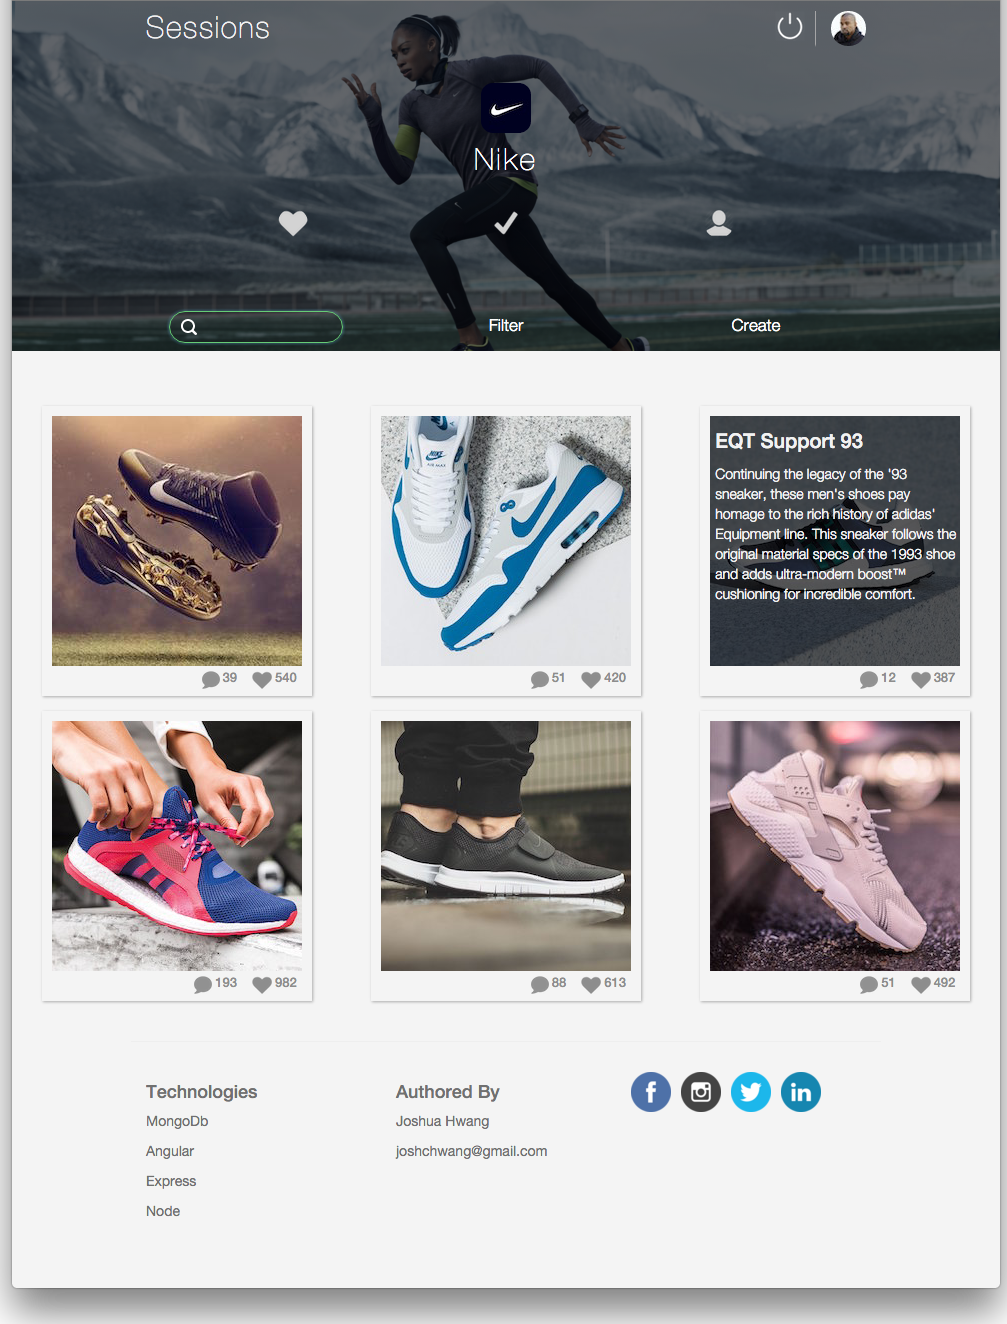 Sessions
Nike
Filter
Create
NIKE
AIR MAX
EQT Support 93
Continuing the legacy of the '93
sneaker, these men's shoes pay
homage to the rich history of adidas'
Equipment line. This sneaker follows the
original material specs of the 1993 shoe
and adds ultra-modern boost™
cushioning for incredible comfort.
39 540
51 420
12 387
193 982
88 613
51 492
Technologies
MongoDb
Angular
Express
Node
Authored By
Joshua Hwang
joshchwang@gmail.com
f
in